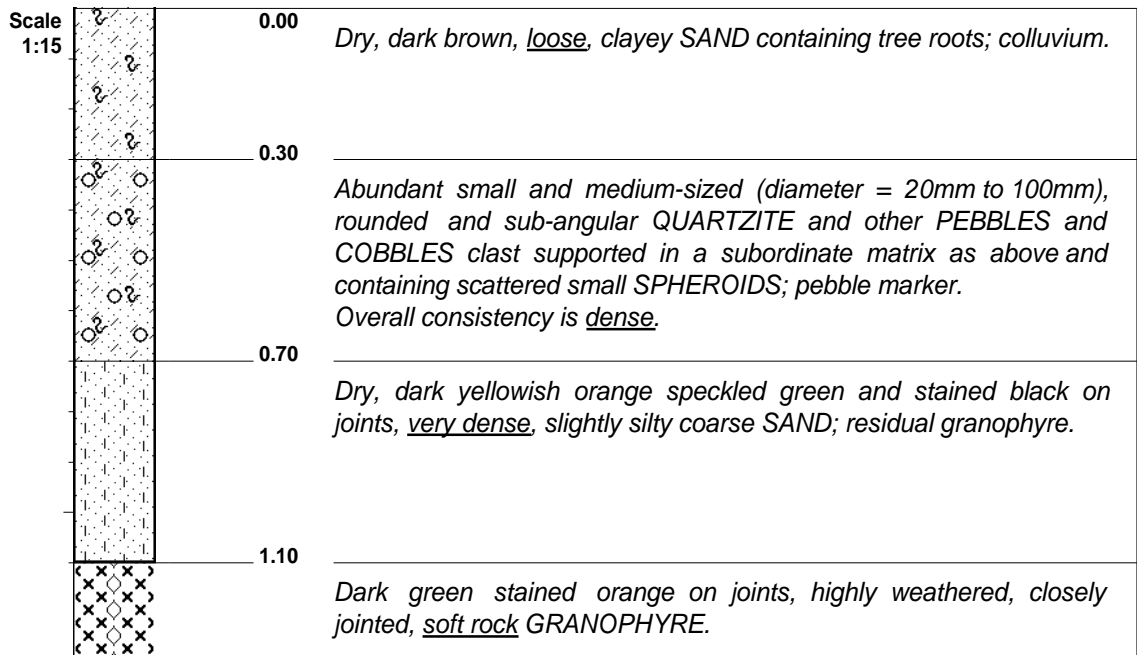 Scale
1:15
0.00
Dry, dark brown, loose, clayey SAND containing tree roots; colluvium.
0.30
Abundant small and medium-sized (diameter = 20mm to 100mm),
rounded and sub-angular QUARTZITE and other PEBBLES and
COBBLES clast supported in a subordinate matrix as above and
containing scattered small SPHEROIDS; pebble marker.
Overall consistency is dense.
0.70
Dry, dark yellowish orange speckled green and stained black on
joints, very dense, slightly silty coarse SAND; residual granophyre.
1.10
Dark green stained orange on joints, highly weathered, closely
jointed, soft rock GRANOPHYRE.